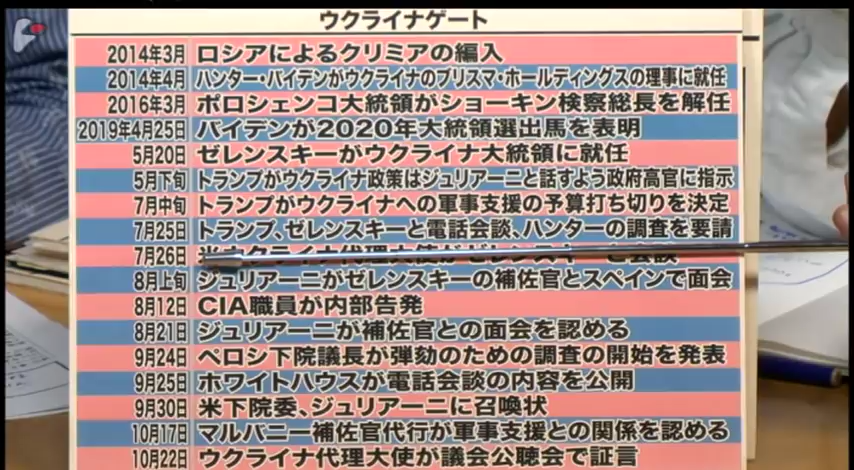 ウクライナゲート
2014年3月 ロシアによるクリミアの編入
2014年4月 ハンター・バイデンがウクライナのブリスマ・ホールディングスの理事に就任
2016年3月 ポロシェンコ大統領がショーキン検察総長を解任
2019年4月25日 バイデンが2020年大統領選出馬を表明
5月20日 ゼレンスキーがウクライナ大統領に就任
5月下旬 トランプがウクライナ政策はジュリアーニと話すよう政府高官に指示
7月中旬 トランプがウクライナへの軍事支援の予算打ち切りを決定
7月25日 トランプ、ゼレンスキーと電話会談、ハンターの調査を要請
7月26日 米ウクライナ代理大使がゼレンスキーと会談
8月上旬 ジュリアーニがゼレンスキーの補佐官とスペインで面会
8月12日 CIA職員が内部告発
8月21日 ジュリアーニが補佐官との面会を認める
9月24日 ペロシ下院議長が弾劾のための調査の開始を発表
9月25日 ホワイトハウスが電話会談の内容を公開
9月30日 米下院委、ジュリアーニに召喚状
10月17日 マルバニー補佐官代行が軍事支援との関係を認める
10月22日 ウクライナ代理大使が議会公聴会で証言